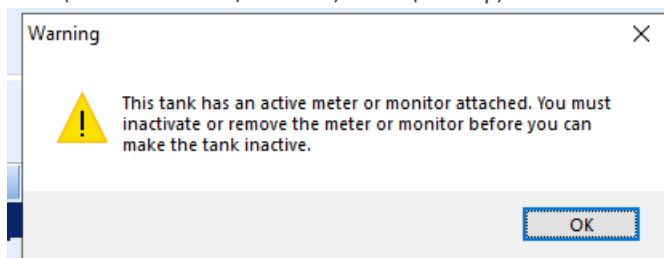 Warning
This tank has an active meter or monitor attached. You must
inactivate or remove the meter or monitor before you can
make the tank inactive.
OK